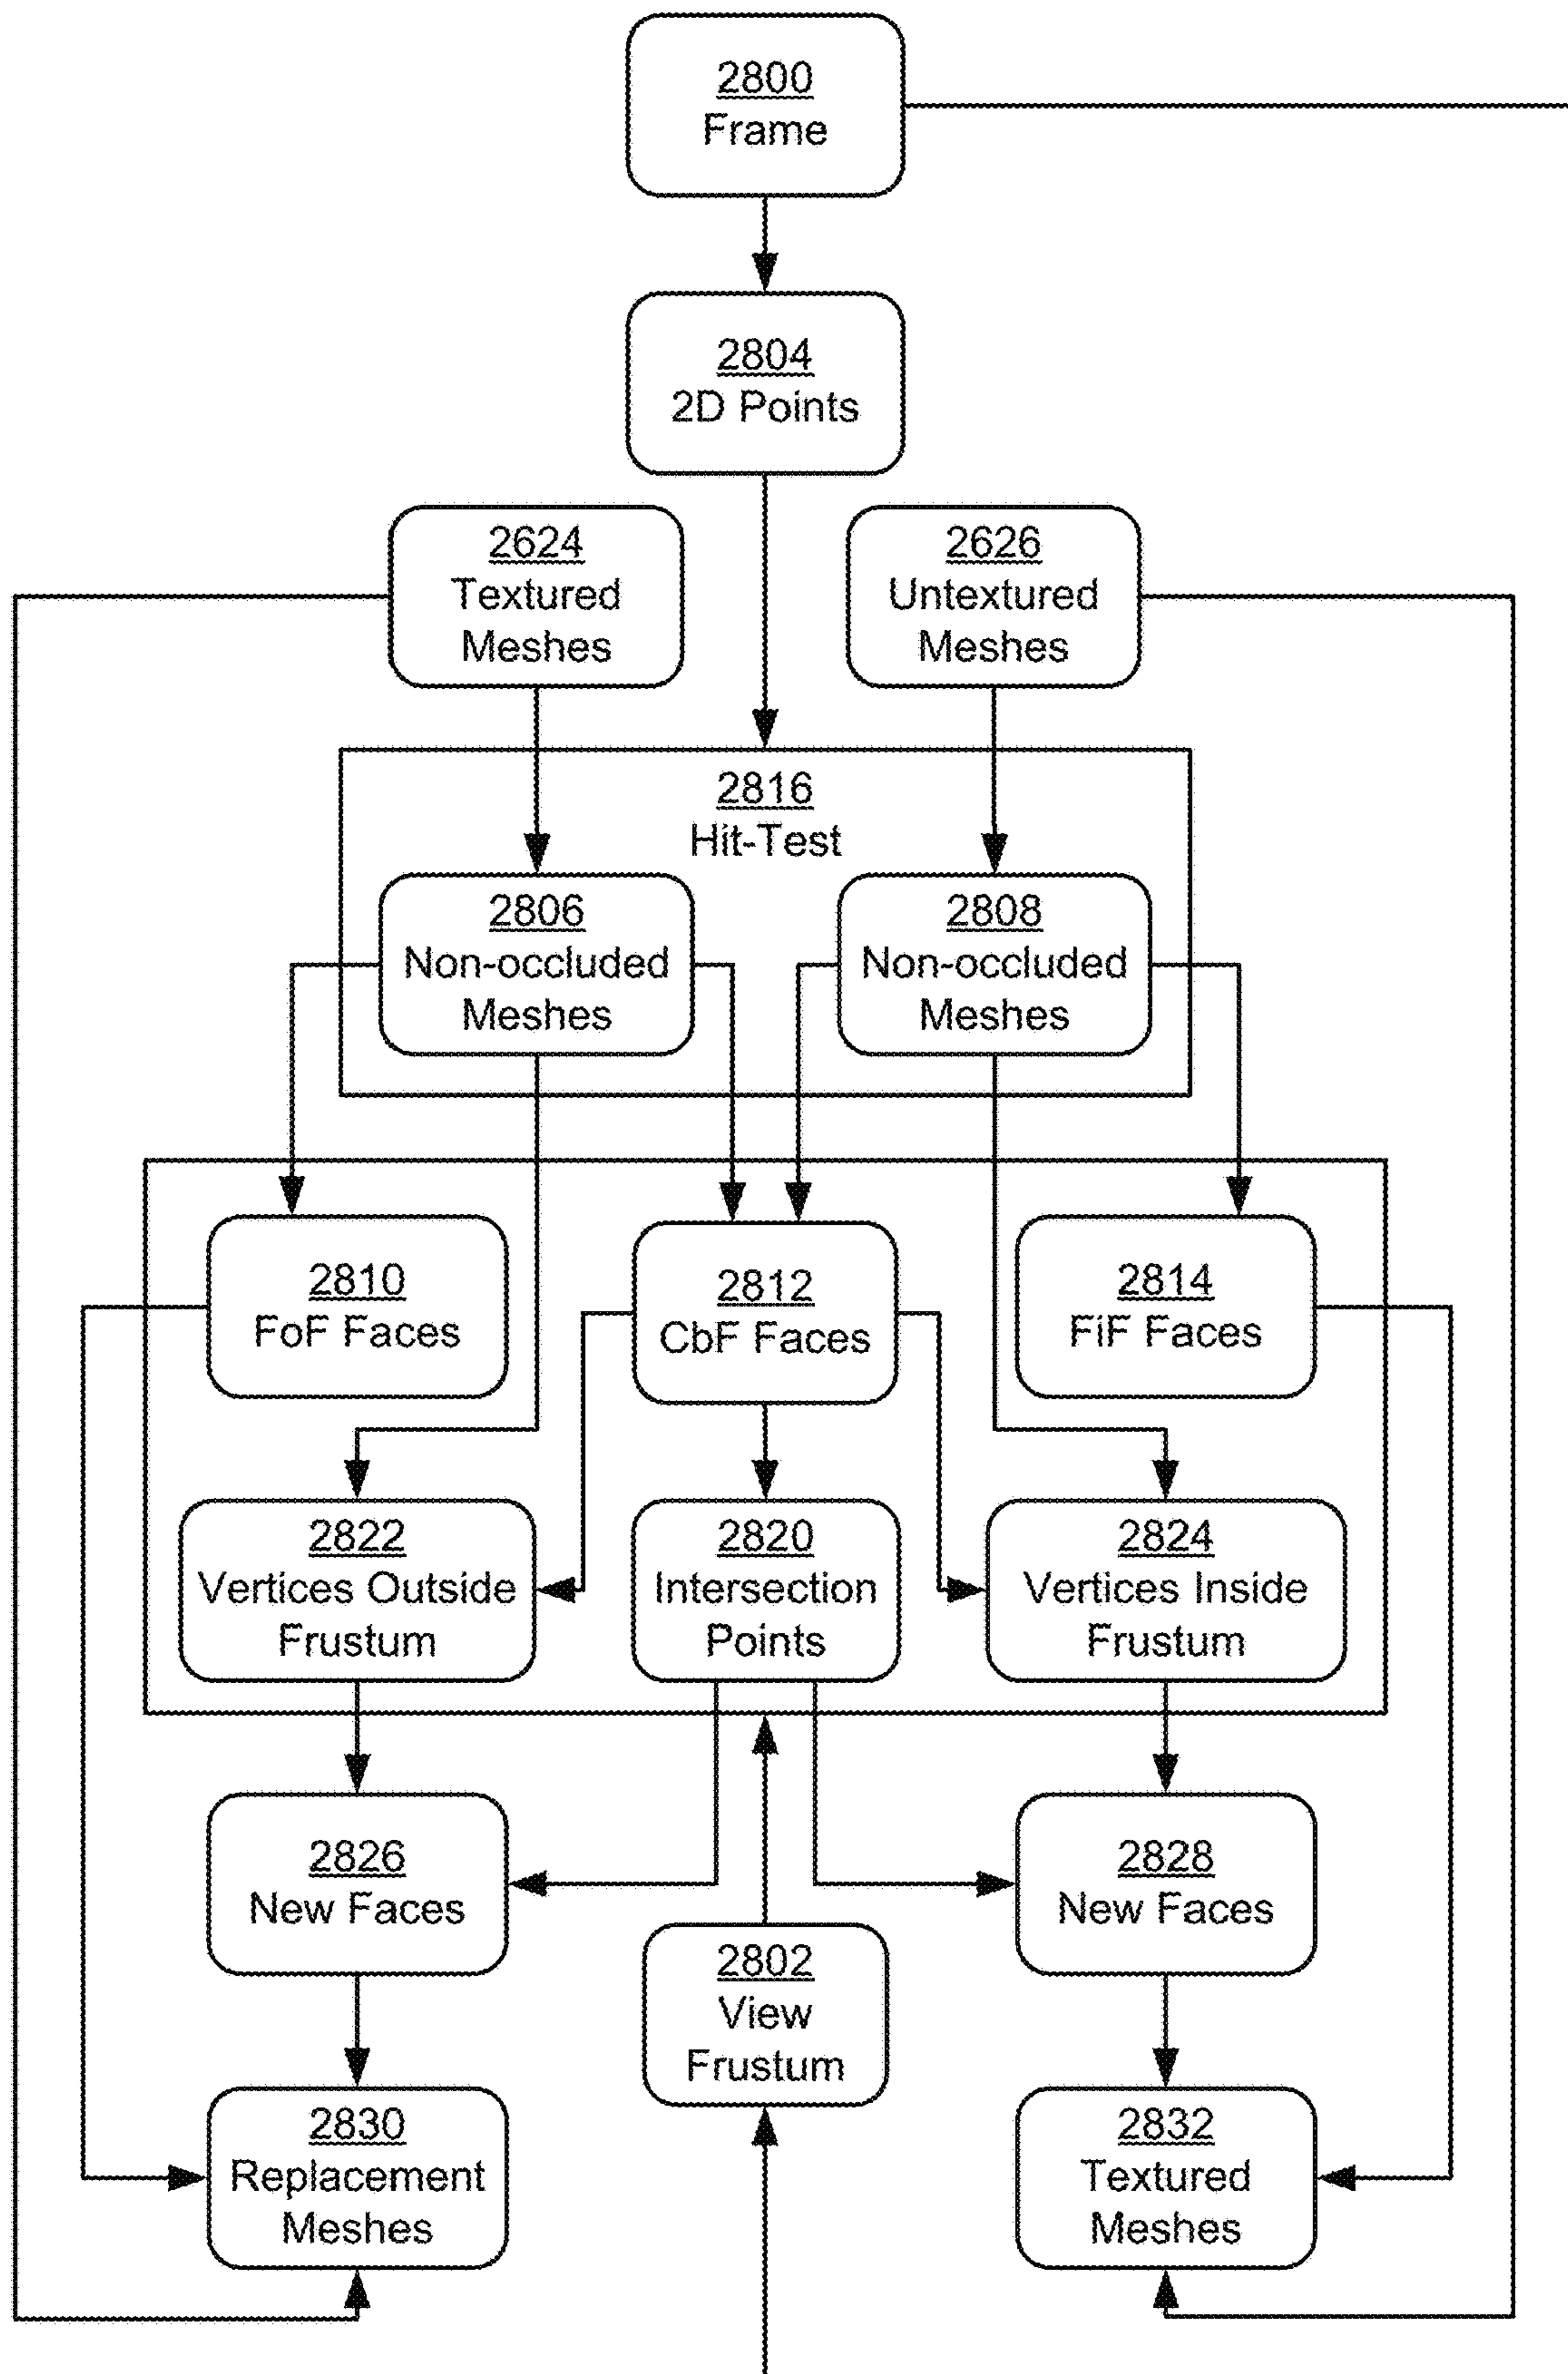 2800
Frame
2804
2D Points
2624
Textured
Meshes
2626
Untextured
Meshes
2816
Hit-Test
2806
Non-occluded
Meshes
2808
Non-occluded
Meshes
2810
FoF Faces
2812
CbF Faces
2814
FiF Faces
2822
Vertices Outside
Frustum
2820
Intersection
Points
2824
Vertices Inside
Frustum
2826
New Faces
2828
New Faces
2802
View
Frustum
2830
Replacement
Meshes
2832
Textured
Meshes